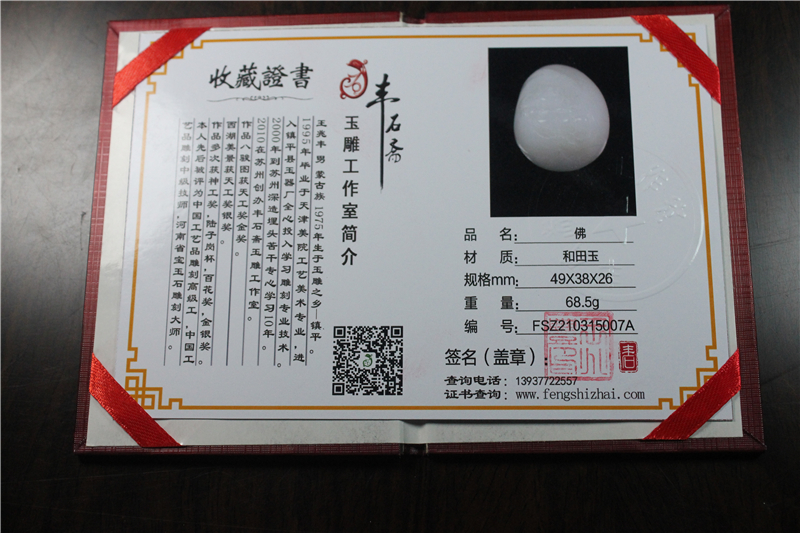 收藏證書
丰石斋
玉雕工作室简介
王兆丰 男 蒙古族 1975年生于玉雕之乡—镇平。
1995年毕业于天津美院工艺美术专业，进
入镇平县玉器厂全心投入学习雕刻专业技术。
2000年到苏州深造埋头苦干专心学习10年。
2010在苏州创办丰石斋玉雕工作室。
作品八骏图获天工奖金奖。
西湖美景获天工奖银奖。
作品多次获神工奖，陆子岗杯，百花奖，金银奖。
本人先后被评为中国工艺品雕刻高级工，中国工
艺品雕刻中级技师，河南省宝玉石雕刻大师。
品 名： 佛
材 质： 和田玉
规格mm： 49X38X26
重 量： 68.5g
编 号： FSZ210315007A
签名（盖章）
查询电话：13937722557
证书查询：www.fengshizhai.com